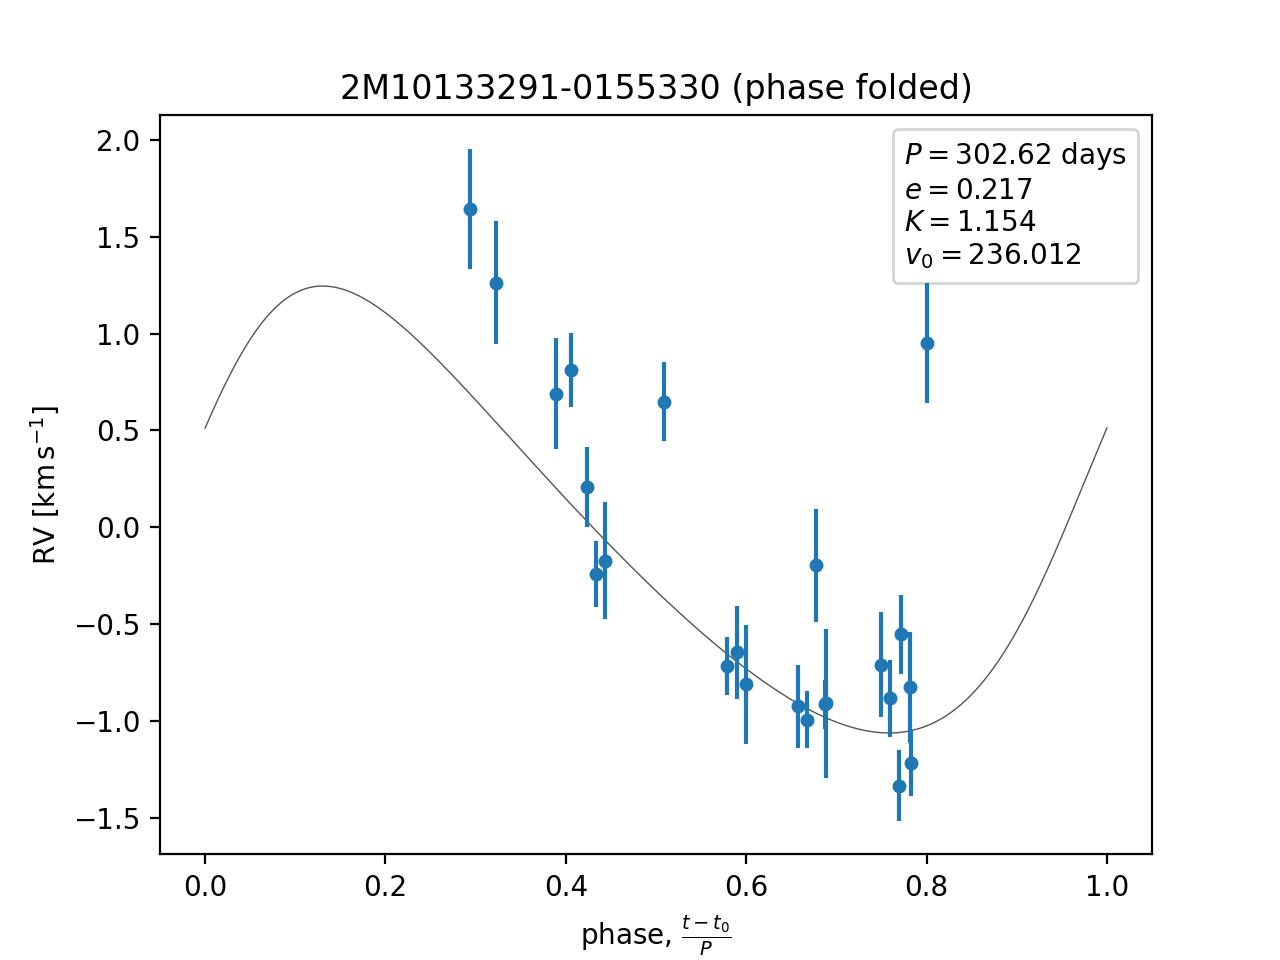 2M10133291-0155330 (phase folded)
P = 302.62 days
e = 0.217
K = 1.154
v₀ = 236.012
RV [km s⁻¹]
2.0
1.5
1.0
0.5
0.0
−0.5
−1.0
−1.5
0.0 0.2 0.4 0.6 0.8 1.0
phase, (t − t₀)/P